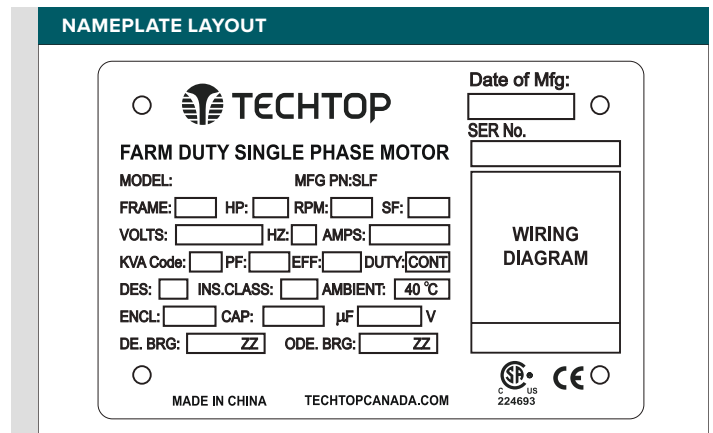 NAMEPLATE LAYOUT
TECHTOP
Date of Mfg:
SER No.
FARM DUTY SINGLE PHASE MOTOR
MODEL: MFG PN:SLF
FRAME: HP: RPM: SF:
VOLTS: HZ: AMPS:
KVA Code: PF: EFF: DUTY: CONT
DES: INS.CLASS: AMBIENT: 40 °C
ENCL: CAP: µF V
DE. BRG: ZZ ODE. BRG: ZZ
WIRING
DIAGRAM
MADE IN CHINA TECHTOPCANADA.COM
SA
C US
224693
CE